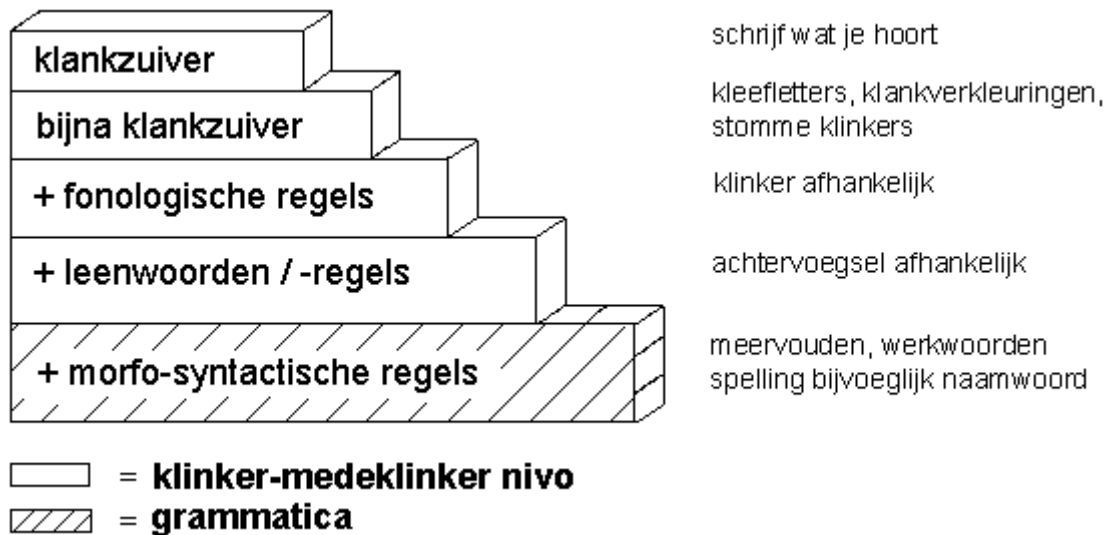 klankzuiver
schrijf wat je hoort
bijna klankzuiver
kleefletters, klankverkleuringen,
stomme klinkers
+ fonologische regels
klinker afhankelijk
+ leenwoorden / -regels
achtervoegsel afhankelijk
+ morfo-syntactische regels
meervouden, werkwoorden
spelling bijvoeglijk naamwoord
= klinker-medeklinker nivo
= grammatica